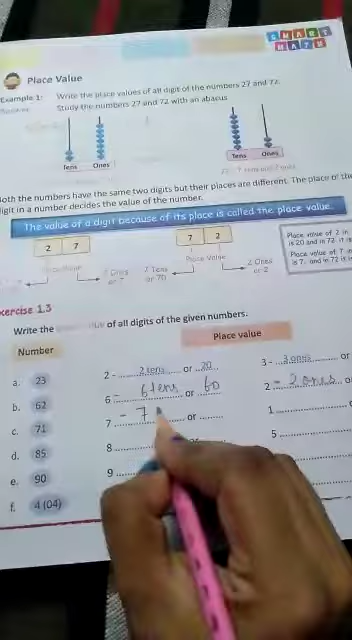 SMART
MATH
Place Value
Example 1: Write the place values of all digit of the numbers 27 and 72.
Study the numbers 27 and 72 with an abacus
Tens Ones
Tens Ones
Both the numbers have the same two digits but their places are different. The place of the
digit in a number decides the value of the number.
The value of a digit because of its place is called the place value.
2 7
7 2
Place Value
7 Ones
or 7
7 Tens
or 70
Place Value
2 Ones
or 2
Place value of 2 in
is 20 and in 72, it is
Place value of 7 in
is 7, and in 72 it is
Exercise 1.3
Write the value of all digits of the given numbers.
Number
Place value
a. 23 2 - 2 tens or 20 3 - 3 ones or
b. 62 6 - 6 tens or 60 2 - 2 ones or
c. 71 7 - 7 or 1
d. 85 8 or 5
e. 90 9
f. 4 (04)